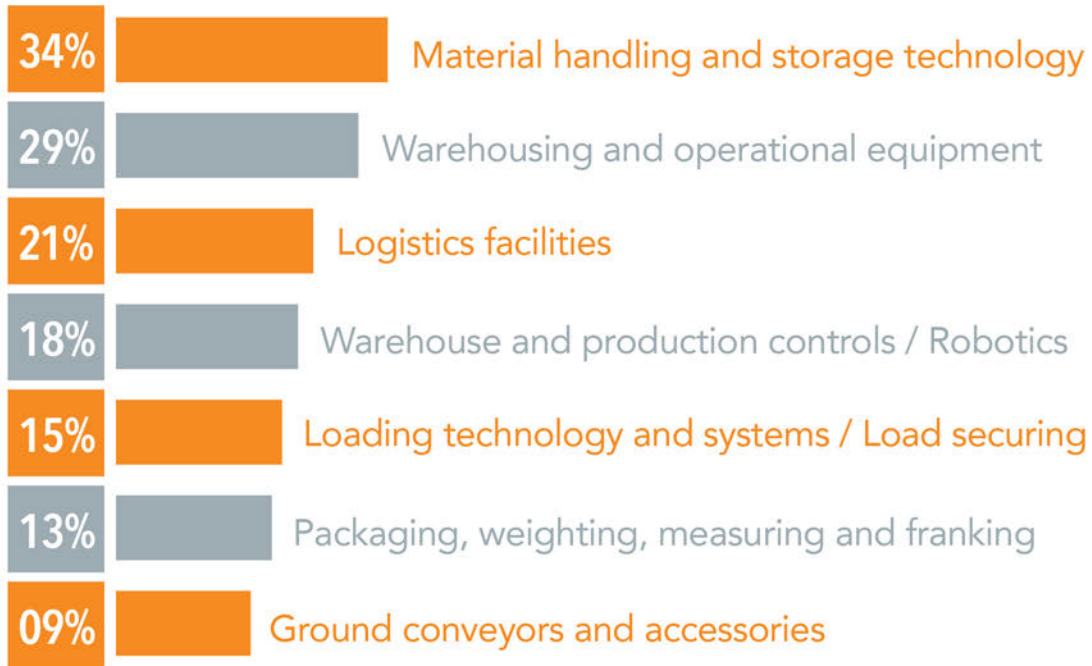 34% Material handling and storage technology
29% Warehousing and operational equipment
21% Logistics facilities
18% Warehouse and production controls / Robotics
15% Loading technology and systems / Load securing
13% Packaging, weighting, measuring and franking
09% Ground conveyors and accessories